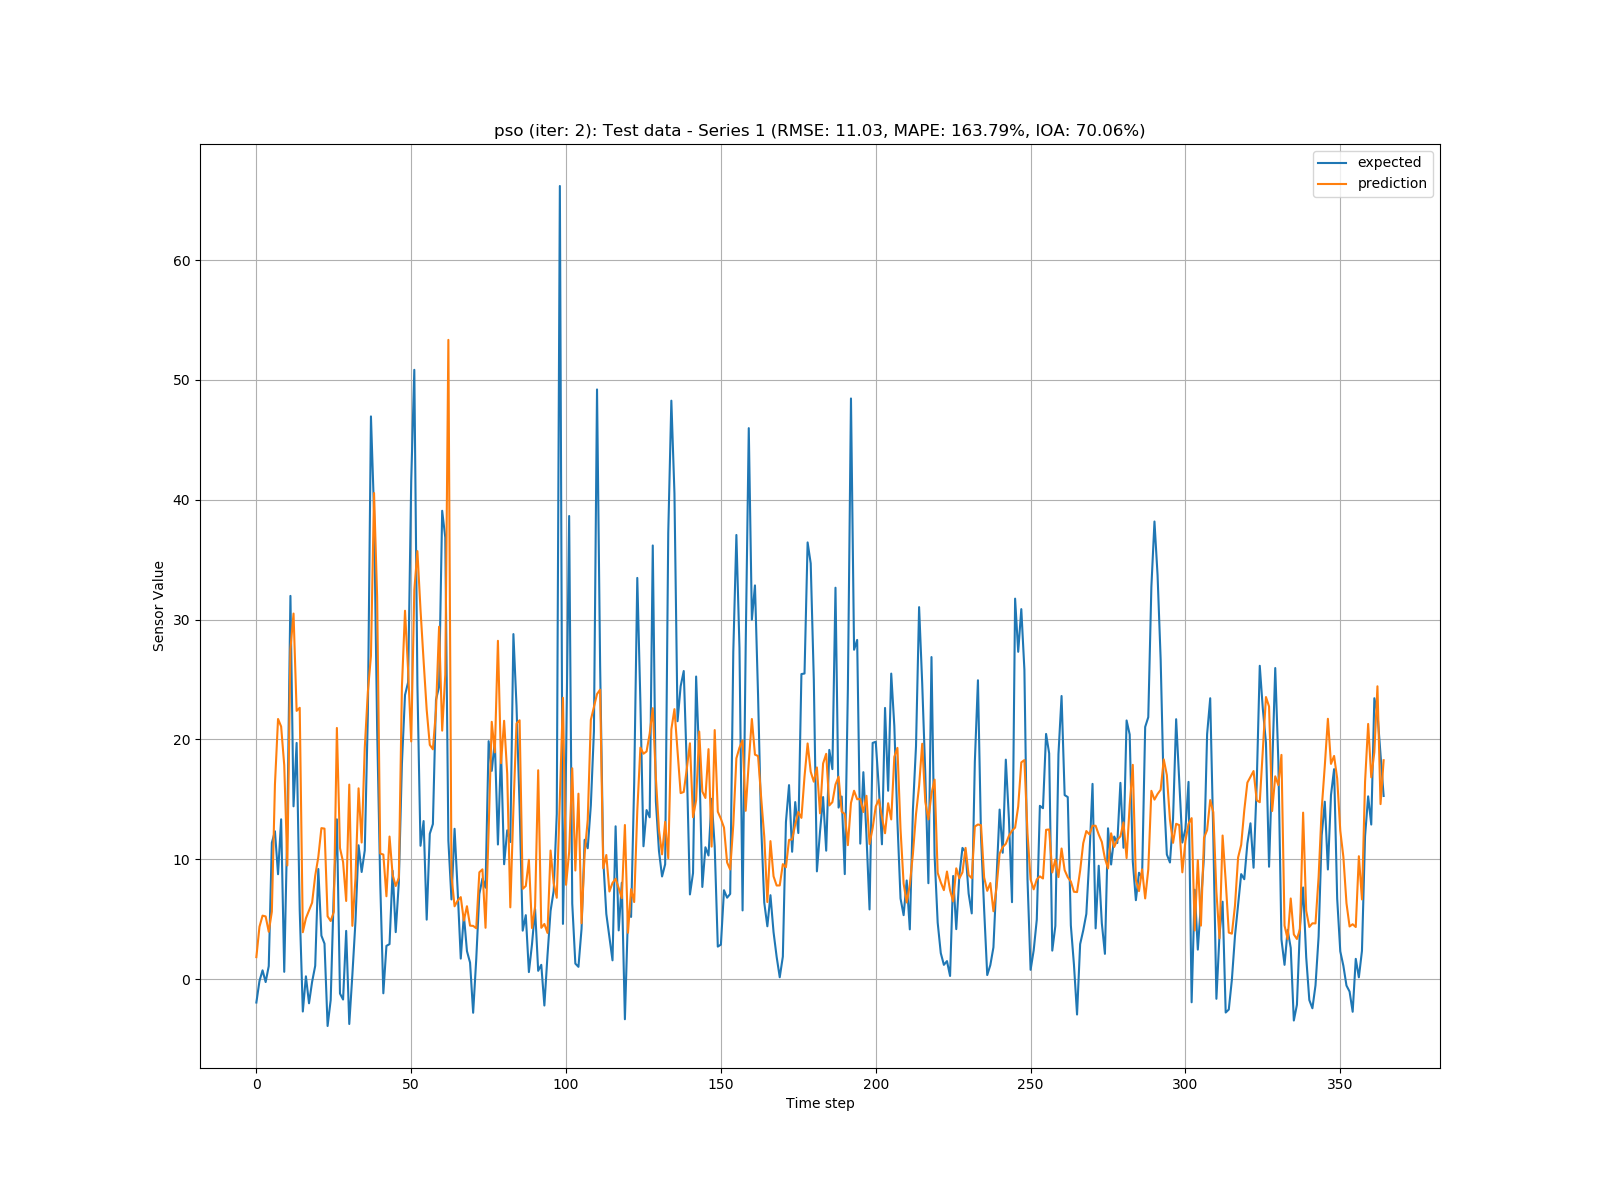 pso (iter: 2): Test data - Series 1 (RMSE: 11.03, MAPE: 163.79%, IOA: 70.06%)
expected
prediction
60
50
40
30
20
10
0
Sensor Value
0 50 100 150 200 250 300 350
Time step